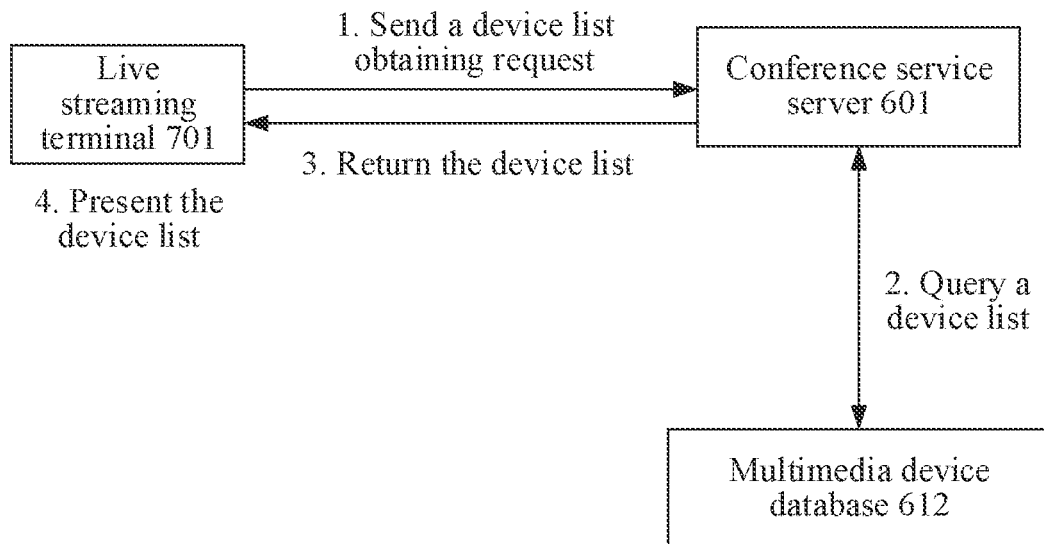 1. Send a device list
obtaining request
Live
streaming
terminal 701
Conference service
server 601
3. Return the device list
4. Present the
device list
2. Query a
device list
Multimedia device
database 612